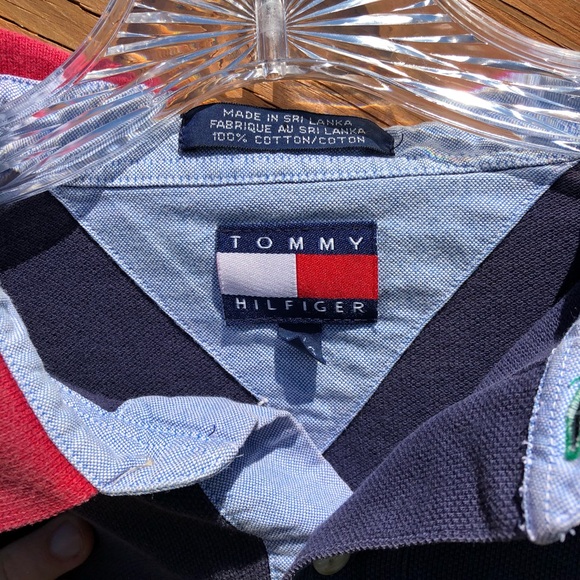 MADE IN SRI LANKA
FABRIQUE AU SRI LANKA
100% COTTON/COTON
TOMMY
HILFIGER